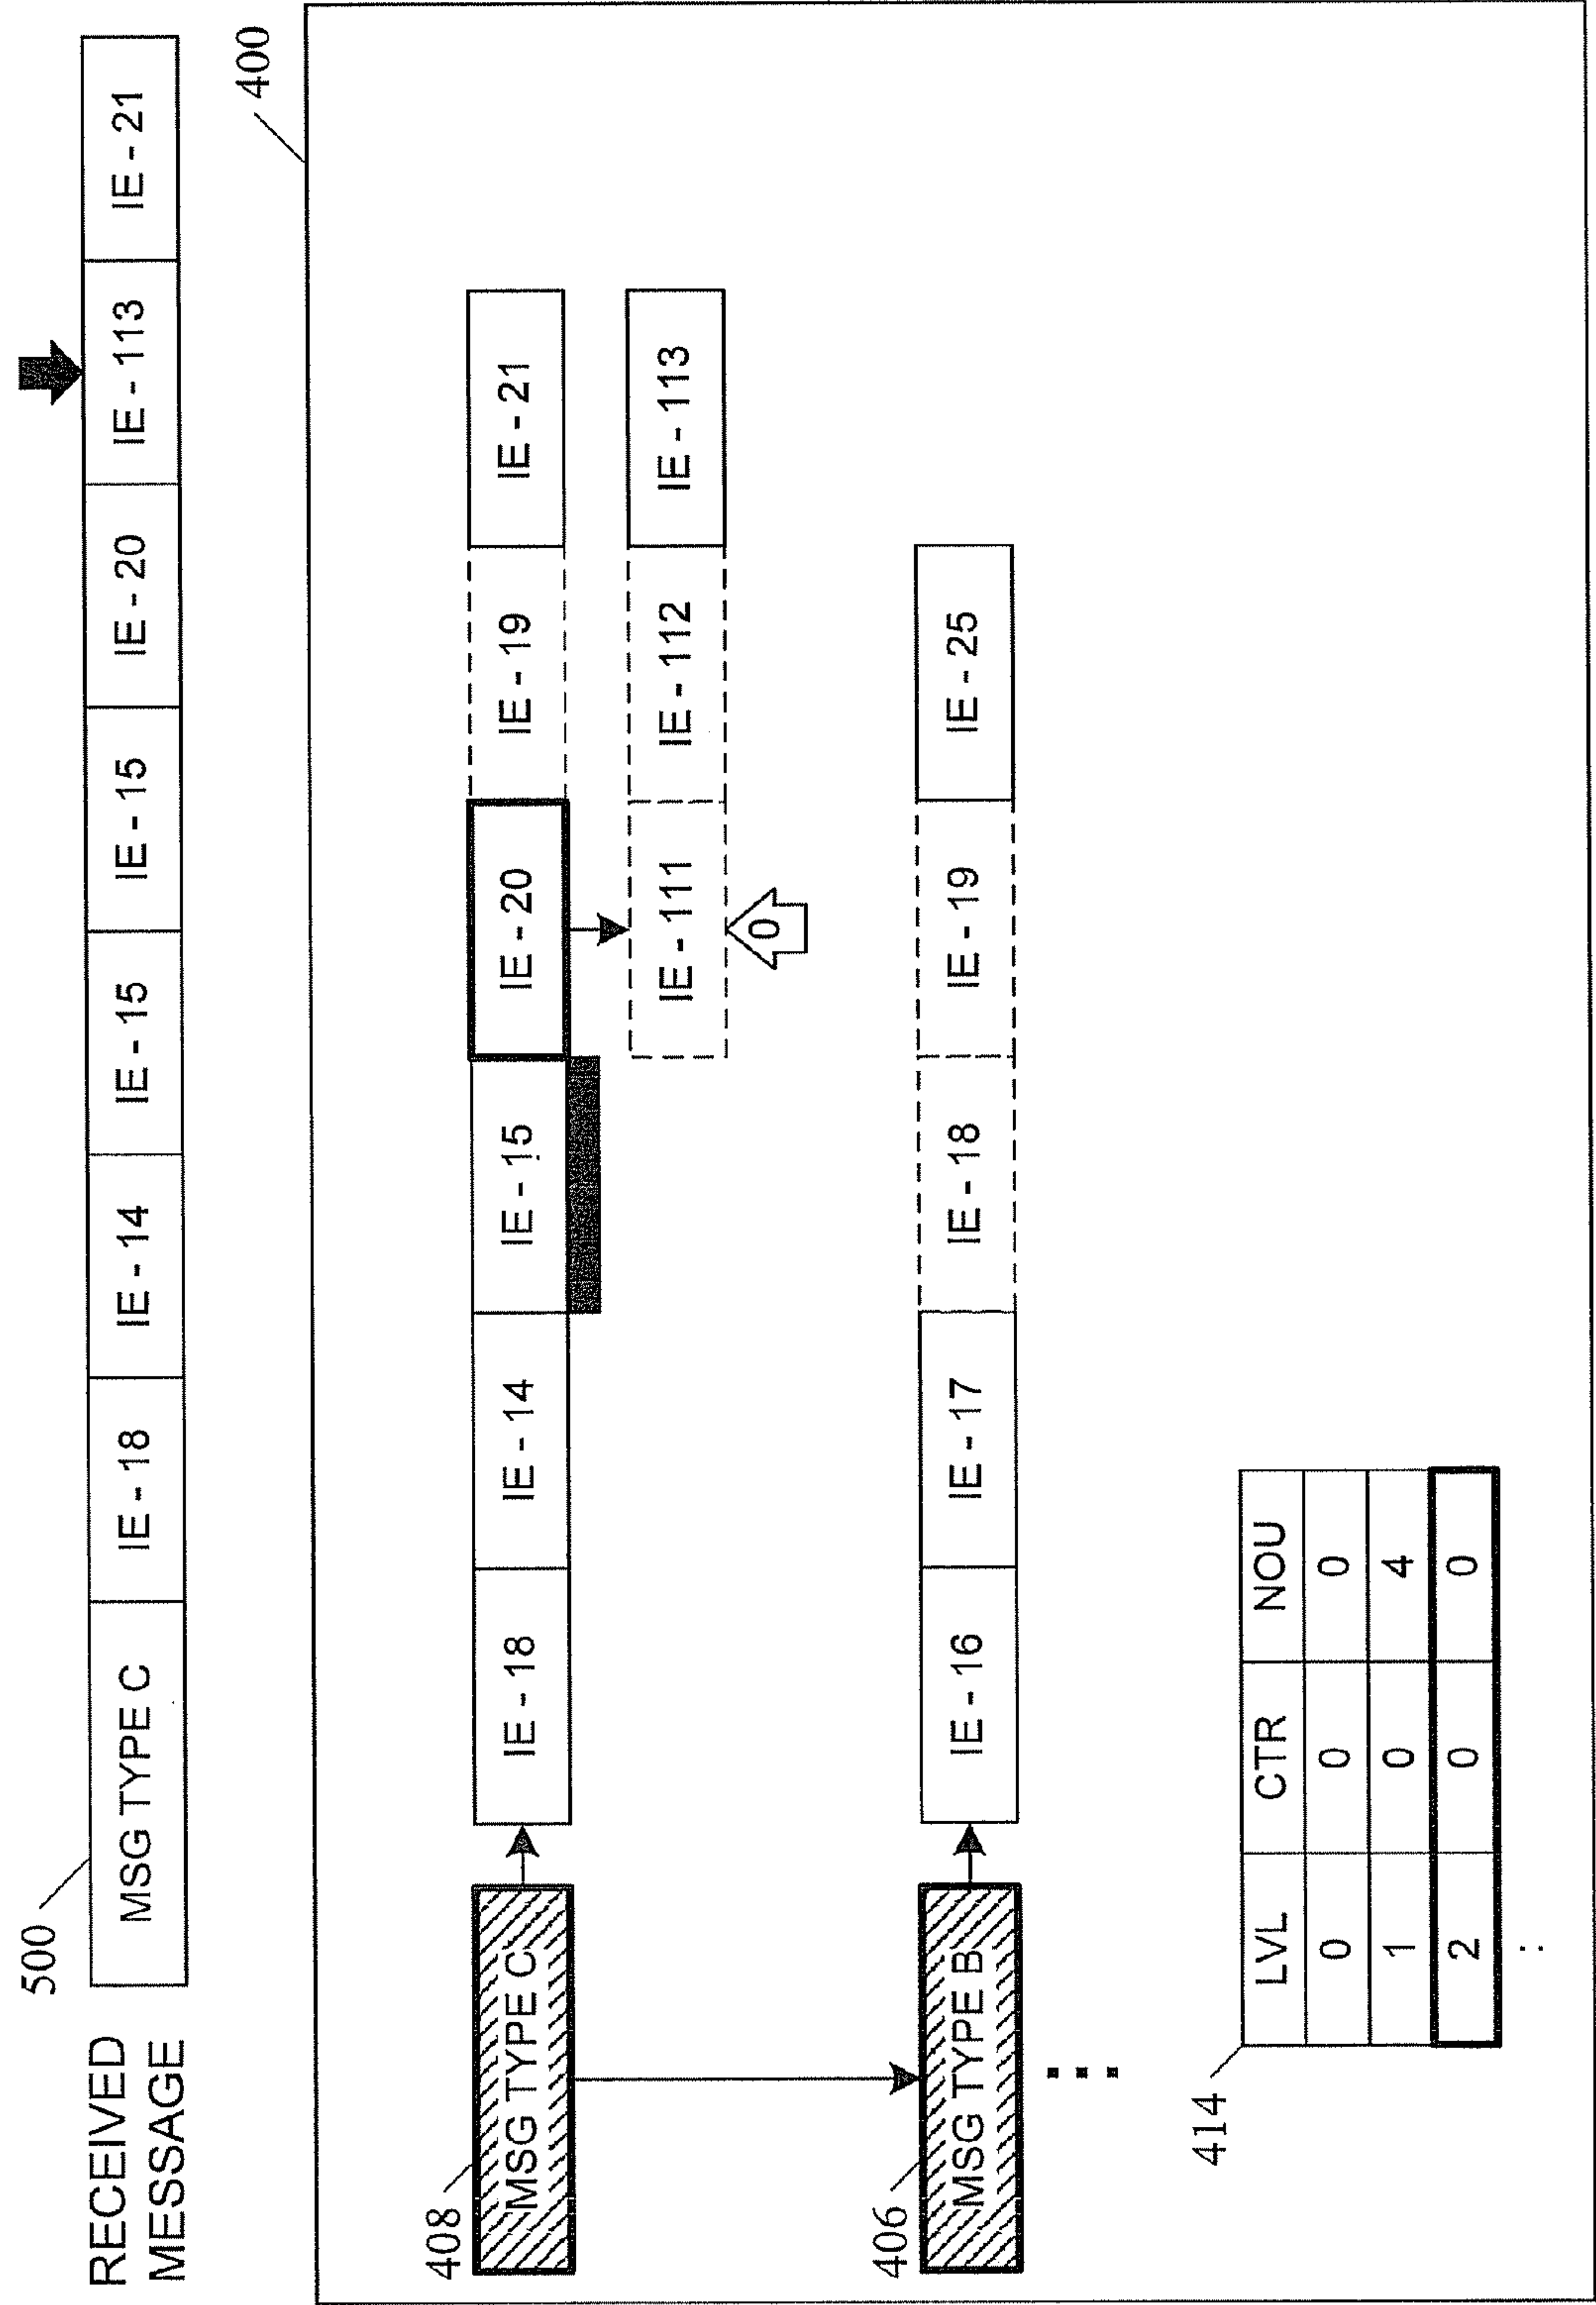 RECEIVED
MESSAGE
500
MSG TYPE C IE - 18 IE - 14 IE - 15 IE - 15 IE - 20 IE - 113 IE - 21
400
408
MSG TYPE C IE - 18 IE - 14 IE - 15 IE - 20 IE - 19 IE - 21
IE - 111 IE - 112 IE - 113
0
406
MSG TYPE B IE - 16 IE - 17 IE - 18 IE - 19 IE - 25
414
LVL CTR NOU
0 0 0
1 0 4
2 0 0